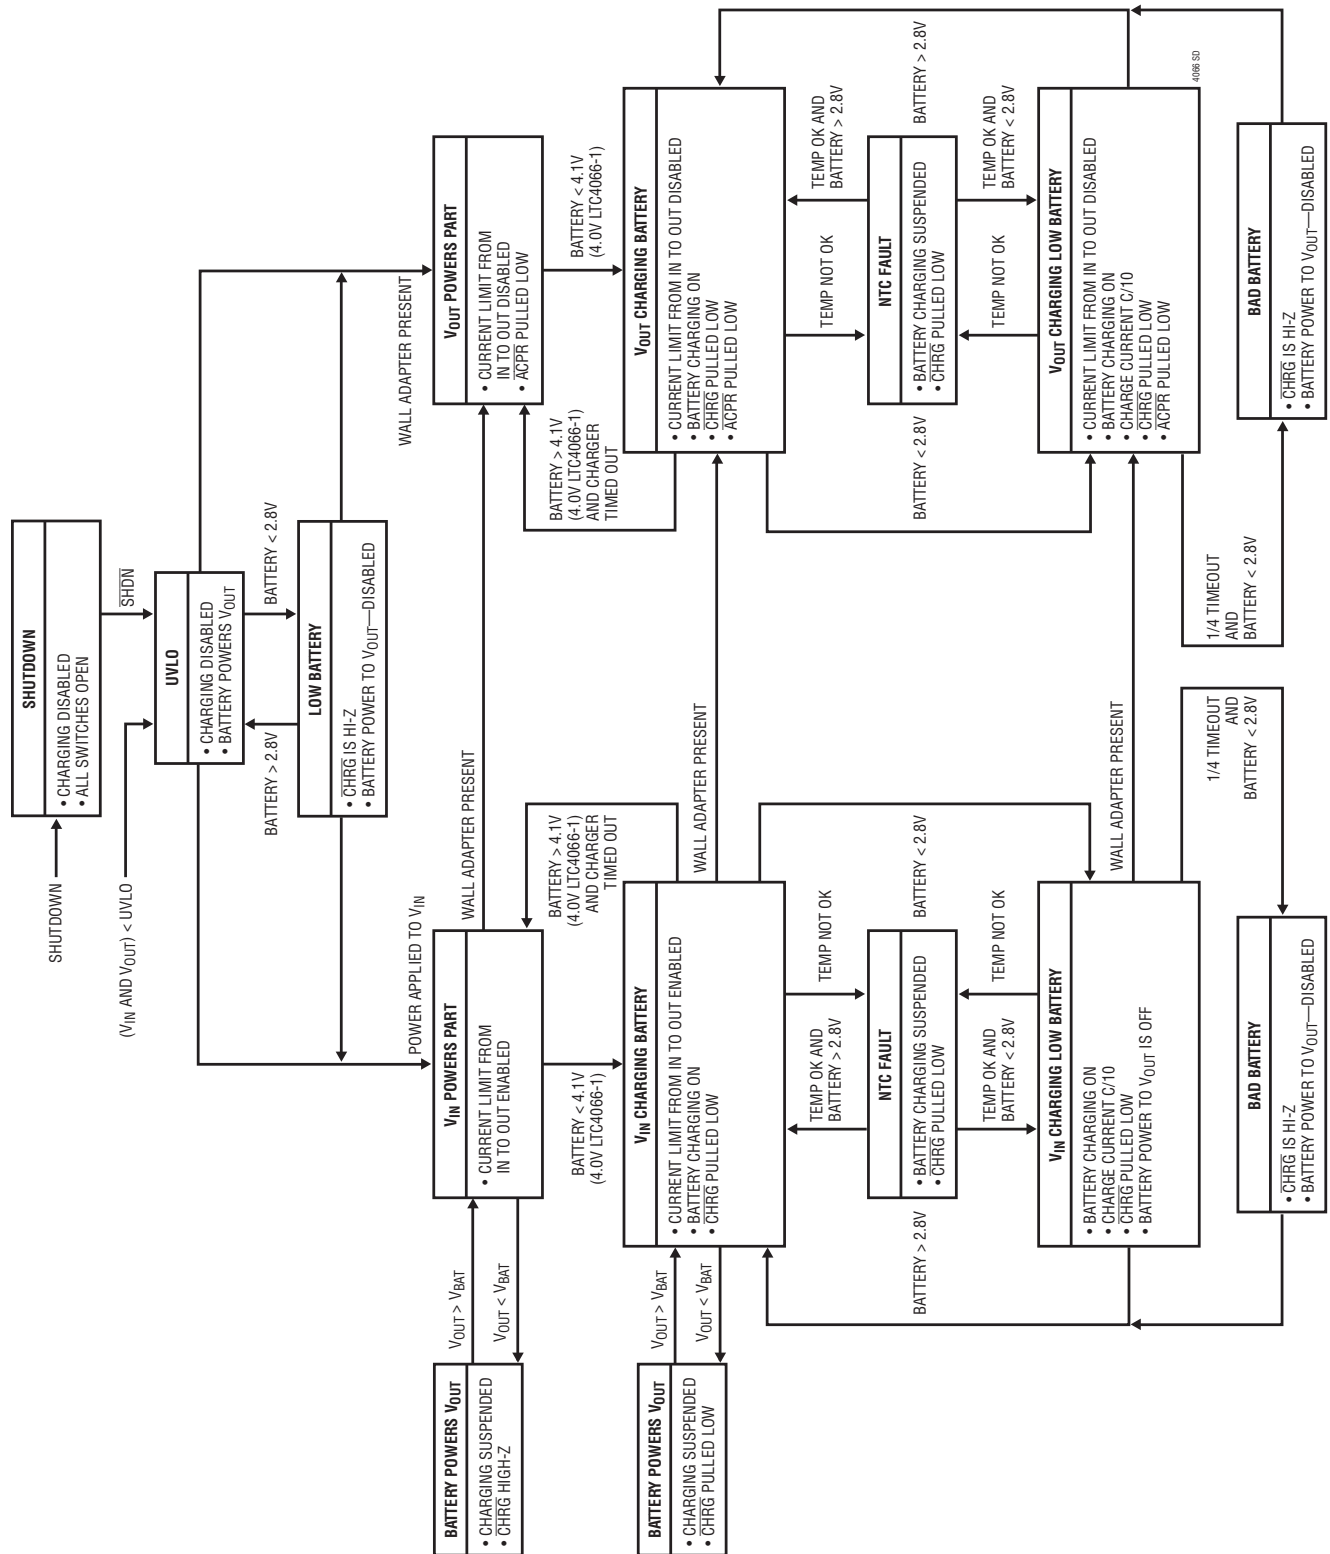 SHUTDOWN
SHUTDOWN
• CHARGING DISABLED
• ALL SWITCHES OPEN
(VIN AND VOUT) < UVLO
SHDN
UVLO
• CHARGING DISABLED
• BATTERY POWERS VOUT
BATTERY > 2.8V
BATTERY < 2.8V
LOW BATTERY
• CHRG IS HI-Z
• BATTERY POWER TO VOUT—DISABLED
POWER APPLIED TO VIN
WALL ADAPTER PRESENT
BATTERY POWERS VOUT
• CHARGING SUSPENDED
• CHRG HIGH-Z
VOUT > VBAT
VOUT < VBAT
VIN POWERS PART
• CURRENT LIMIT FROM
IN TO OUT ENABLED
WALL ADAPTER PRESENT
VOUT POWERS PART
• CURRENT LIMIT FROM
IN TO OUT DISABLED
• ACPR PULLED LOW
BATTERY < 4.1V
(4.0V LTC4066-1)
BATTERY > 4.1V
(4.0V LTC4066-1)
AND CHARGER
TIMED OUT
BATTERY > 4.1V
(4.0V LTC4066-1)
AND CHARGER
TIMED OUT
BATTERY < 4.1V
(4.0V LTC4066-1)
BATTERY POWERS VOUT
• CHARGING SUSPENDED
• CHRG PULLED LOW
VOUT > VBAT
VOUT < VBAT
VIN CHARGING BATTERY
• CURRENT LIMIT FROM IN TO OUT ENABLED
• BATTERY CHARGING ON
• CHRG PULLED LOW
WALL ADAPTER PRESENT
VOUT CHARGING BATTERY
• CURRENT LIMIT FROM IN TO OUT DISABLED
• BATTERY CHARGING ON
• CHRG PULLED LOW
• ACPR PULLED LOW
TEMP OK AND
BATTERY > 2.8V
TEMP NOT OK
TEMP NOT OK
TEMP OK AND
BATTERY > 2.8V
BATTERY > 2.8V
NTC FAULT
• BATTERY CHARGING SUSPENDED
• CHRG PULLED LOW
BATTERY < 2.8V
BATTERY < 2.8V
NTC FAULT
• BATTERY CHARGING SUSPENDED
• CHRG PULLED LOW
BATTERY > 2.8V
TEMP OK AND
BATTERY < 2.8V
TEMP NOT OK
TEMP NOT OK
TEMP OK AND
BATTERY < 2.8V
VIN CHARGING LOW BATTERY
• BATTERY CHARGING ON
• CHARGE CURRENT C/10
• CHRG PULLED LOW
• BATTERY POWER TO VOUT IS OFF
WALL ADAPTER PRESENT
VOUT CHARGING LOW BATTERY
• CURRENT LIMIT FROM IN TO OUT DISABLED
• BATTERY CHARGING ON
• CHARGE CURRENT C/10
• CHRG PULLED LOW
• ACPR PULLED LOW
4066 SD
1/4 TIMEOUT
AND
BATTERY < 2.8V
1/4 TIMEOUT
AND
BATTERY < 2.8V
BAD BATTERY
• CHRG IS HI-Z
• BATTERY POWER TO VOUT—DISABLED
BAD BATTERY
• CHRG IS HI-Z
• BATTERY POWER TO VOUT—DISABLED